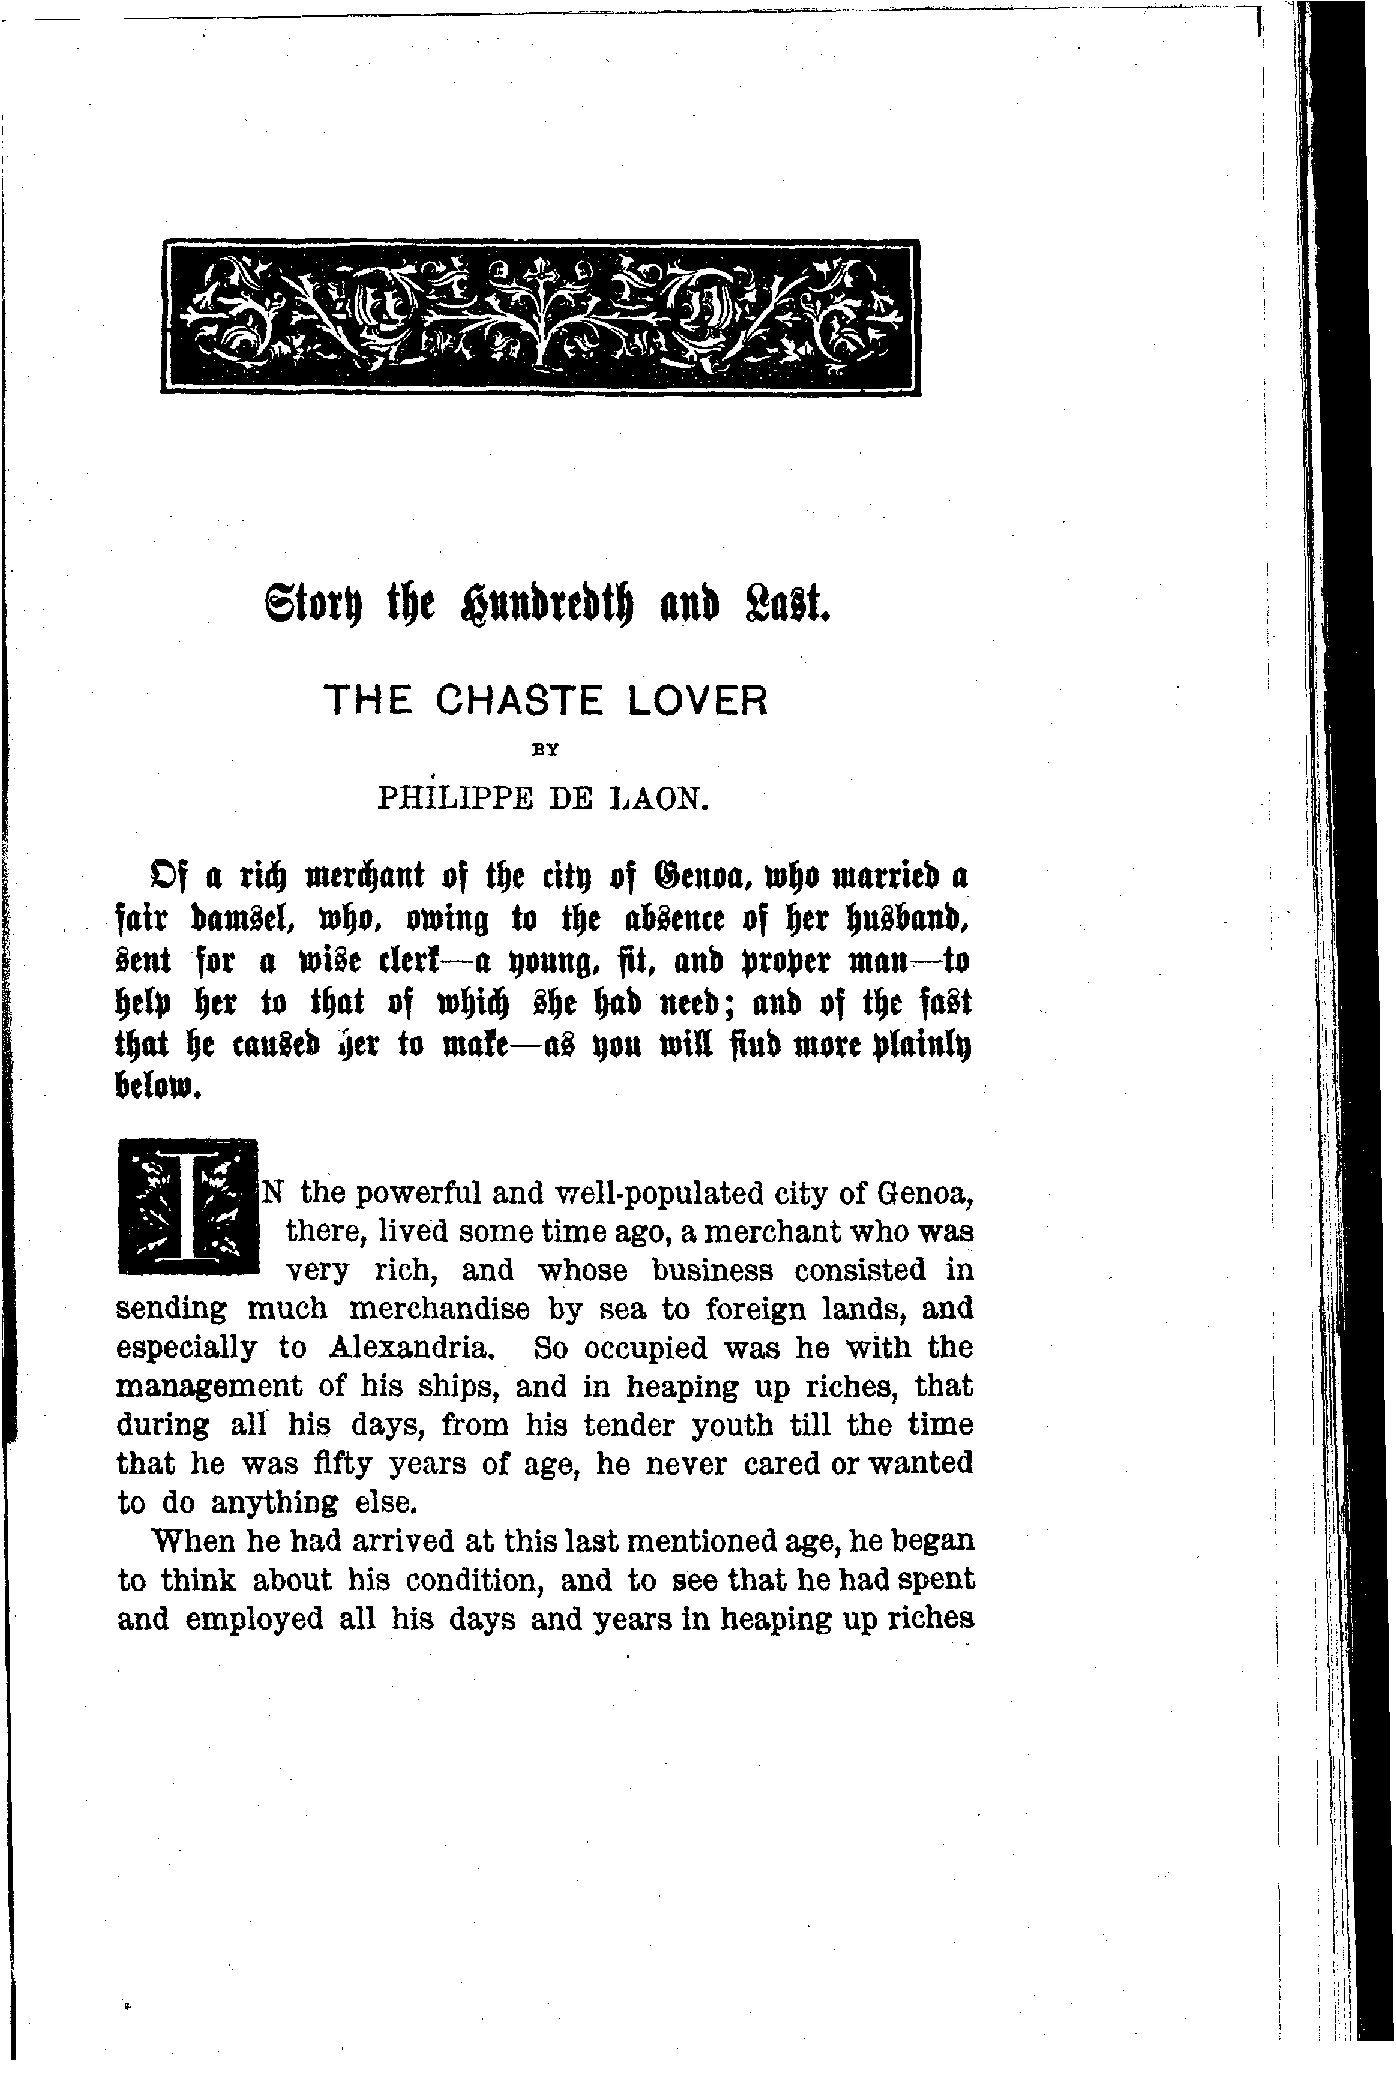 Story the Hundredth and Last.
THE CHASTE LOVER
BY
PHILIPPE DE LAON.
Of a rich merchant of the city of Genoa, who married a
fair damsel, who, owing to the absence of her husband,
sent for a wise clerk—a young, fit, and proper man—to
help her to that of which she had need; and of the fast
that he caused her to make—as you will find more plainly
below.
IN the powerful and well-populated city of Genoa,
there, lived some time ago, a merchant who was
very rich, and whose business consisted in
sending much merchandise by sea to foreign lands, and
especially to Alexandria. So occupied was he with the
management of his ships, and in heaping up riches, that
during all his days, from his tender youth till the time
that he was fifty years of age, he never cared or wanted
to do anything else.
When he had arrived at this last mentioned age, he began
to think about his condition, and to see that he had spent
and employed all his days and years in heaping up riches